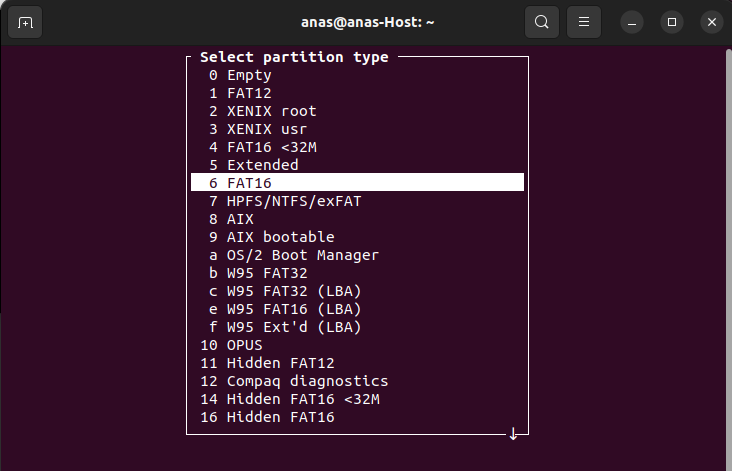 anas@anas-Host: ~
Select partition type
0 Empty
1 FAT12
2 XENIX root
3 XENIX usr
4 FAT16 <32M
5 Extended
6 FAT16
7 HPFS/NTFS/exFAT
8 AIX
9 AIX bootable
a OS/2 Boot Manager
b W95 FAT32
c W95 FAT32 (LBA)
e W95 FAT16 (LBA)
f W95 Ext'd (LBA)
10 OPUS
11 Hidden FAT12
12 Compaq diagnostics
14 Hidden FAT16 <32M
16 Hidden FAT16
↓